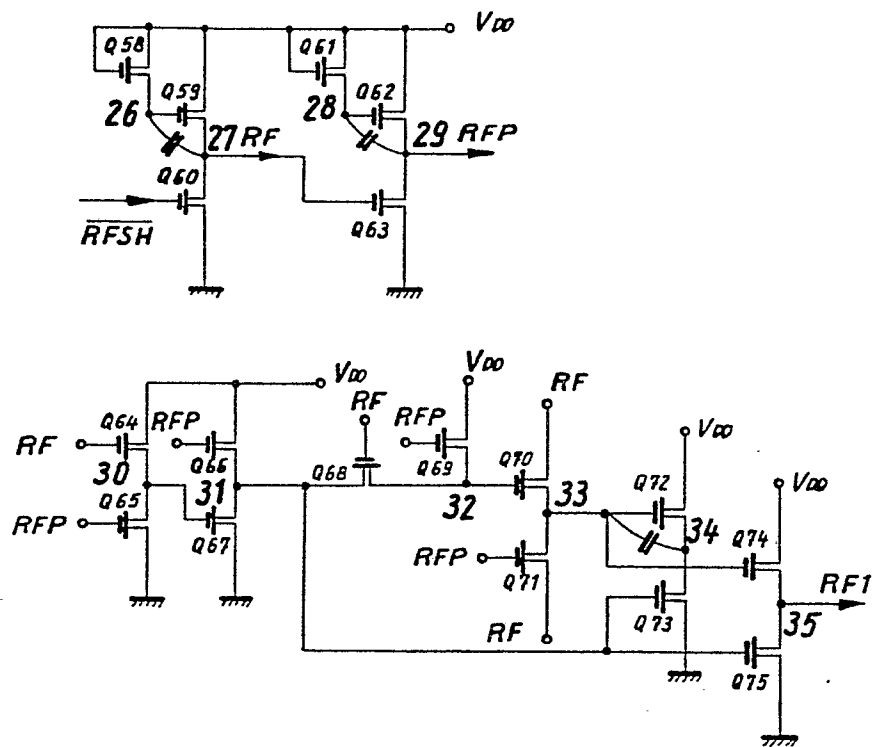 VDD
Q58
Q61
Q59
Q62
26
28
27 RF
29 RFP
Q60
RFSH
Q63
VDD
VDD
RF
RF
Q64
RFP
RFP
RF
30
Q66
31
Q68
Q69
Q70
VDD
Q72
VDD
RFP
Q65
Q67
32
33
34
Q74
RFP
Q71
Q73
RF1
35
RF
Q75